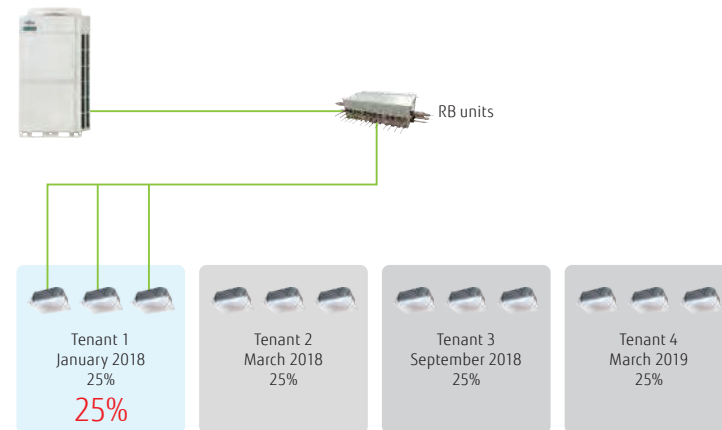 RB units
Tenant 1
January 2018
25%
25%
Tenant 2
March 2018
25%
Tenant 3
September 2018
25%
Tenant 4
March 2019
25%